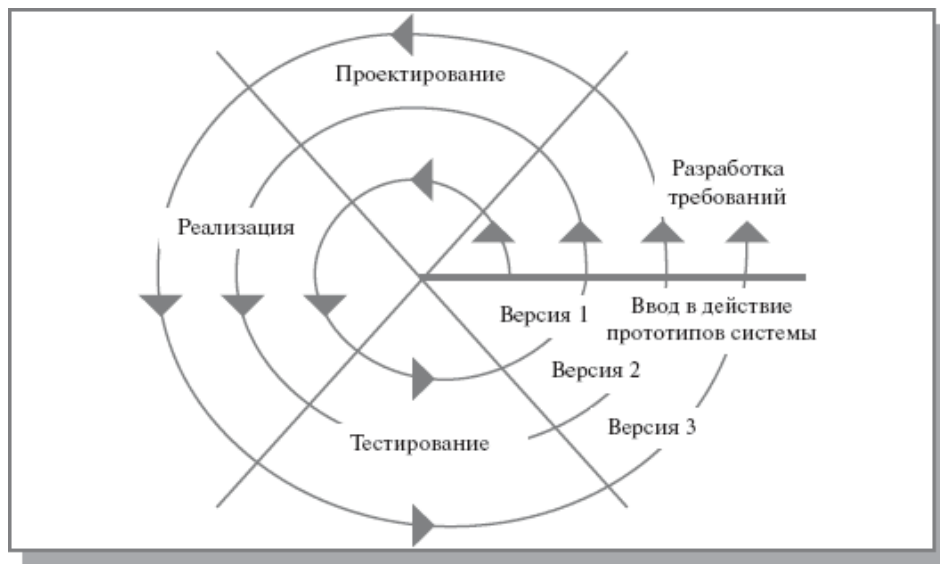 Проектирование
Разработка
требований
Реализация
Версия 1
Ввод в действие
прототипов системы
Версия 2
Версия 3
Тестирование